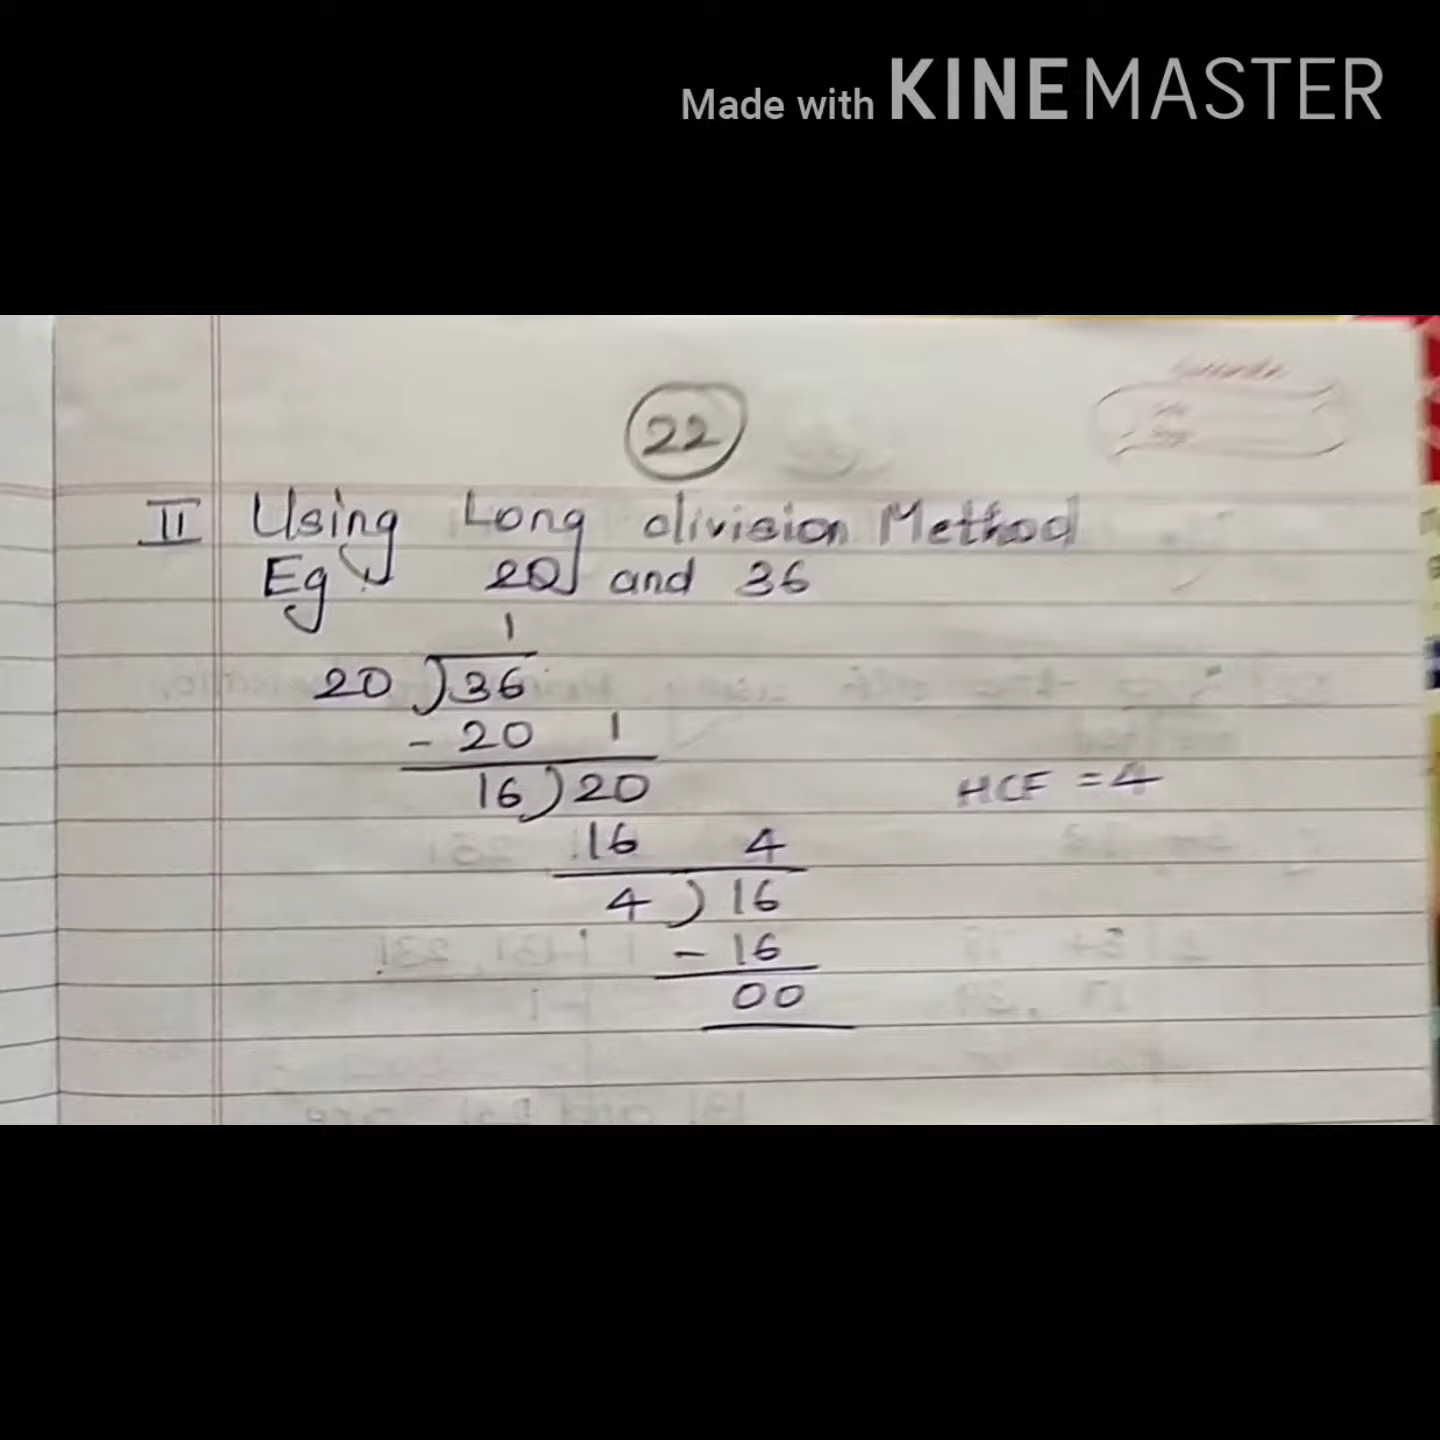 Made with KINEMASTER
22
II Using Long division Method
Eg: 20 and 36
1
20 ) 36
- 20 1
16 ) 20
HCF = 4
16 4
4 ) 16
- 16
00